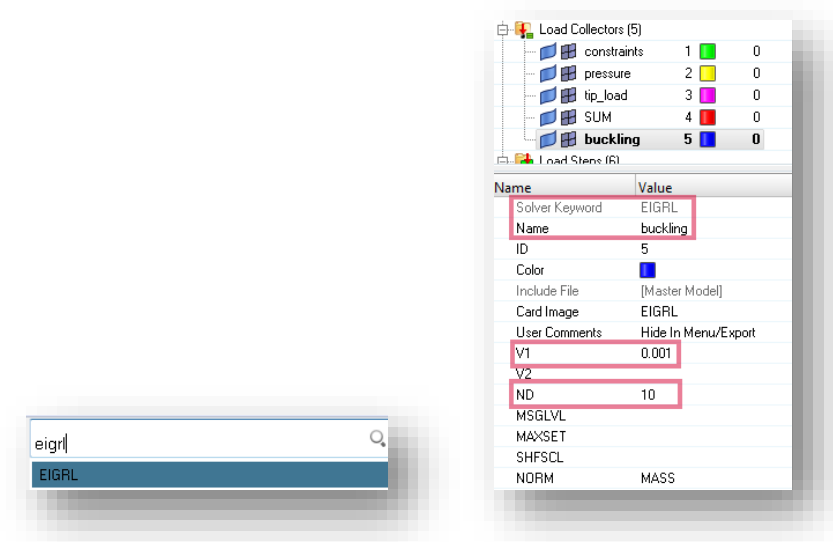 Load Collectors (5)
constraints 1 0
pressure 2 0
tip_load 3 0
SUM 4 0
buckling 5 0
Load Steps (6)
Name Value
Solver Keyword EIGRL
Name buckling
ID 5
Color
Include File [Master Model]
Card Image EIGRL
User Comments Hide In Menu/Export
V1 0.001
V2
ND 10
MSGLVL
MAXSET
SHFSCL
NORM MASS
eigrl
EIGRL